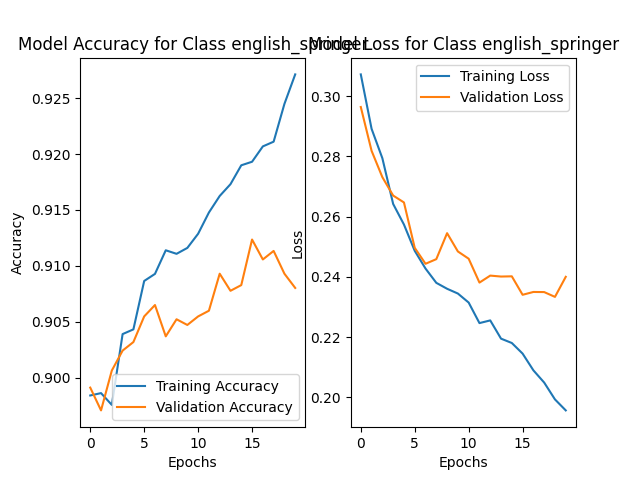 Model Accuracy for Class english_springer
Model Loss for Class english_springer
Accuracy
0.925
0.920
0.915
0.910
0.905
0.900
Training Accuracy
Validation Accuracy
0 5 10 15
Epochs
Loss
0.30
0.28
0.26
0.24
0.22
0.20
Training Loss
Validation Loss
0 5 10 15
Epochs